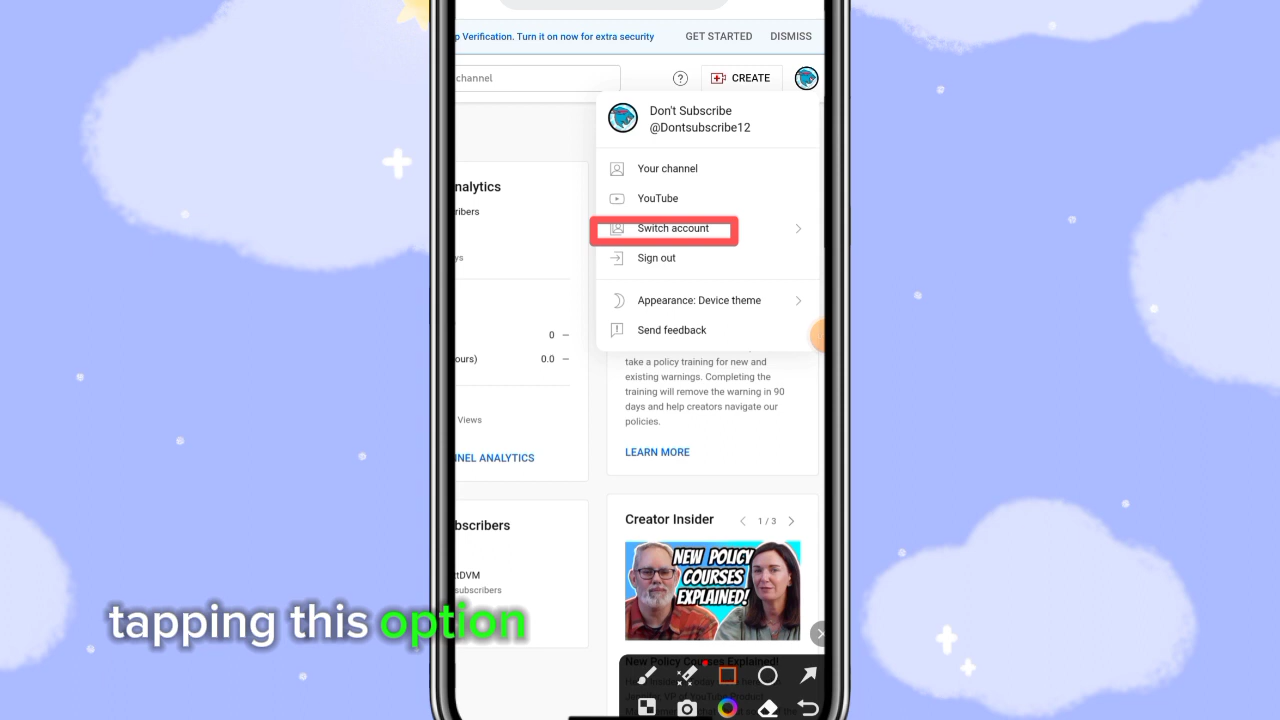 p Verification. Turn it on now for extra security GET STARTED DISMISS
channel
? CREATE
Don't Subscribe
@Dontsubscribe12
Your channel
YouTube
Switch account
Sign out
Appearance: Device theme
Send feedback
nalytics
ribers
ys
0 —
ours) 0.0 —
Views
NEL ANALYTICS
bscribers
tDVM
subscribers
take a policy training for new and
existing warnings. Completing the
training will remove the warning in 90
days and help creators navigate our
policies.
LEARN MORE
Creator Insider
1 / 3
NEW POLICY
COURSES
EXPLAINED!
New Policy Courses Explained!
tapping this option